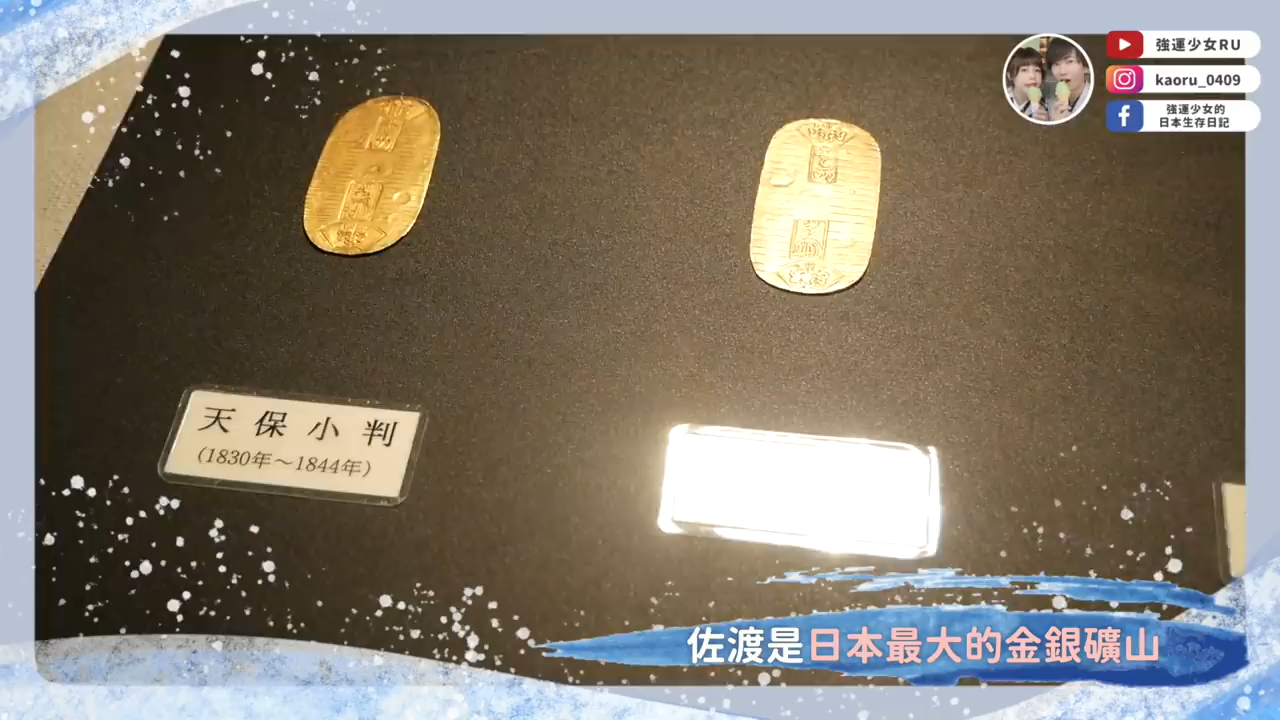 強運少女RU
kaoru_0409
強運少女的
日本生存日記
天保小判
(1830年～1844年)
佐渡是日本最大的金銀礦山